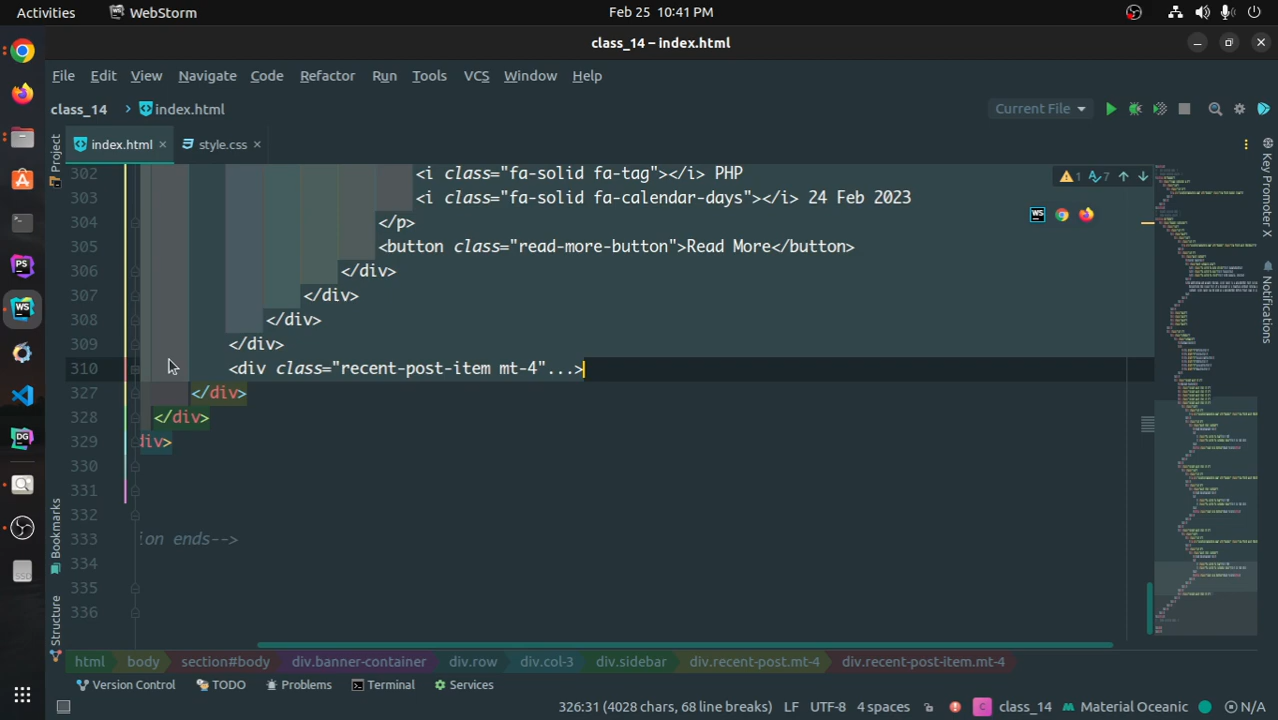 Activities WebStorm Feb 25 10:41 PM
class_14 – index.html
File Edit View Navigate Code Refactor Run Tools VCS Window Help
class_14 index.html Current File
Project index.html style.css Key Promoter X
302 <i class="fa-solid fa-tag"></i> PHP 1 7
303 <i class="fa-solid fa-calendar-days"></i> 24 Feb 2023
304 </p>
305 <button class="read-more-button">Read More</button>
306 </div>
307 </div>
308 </div>
309 </div>
310 <div class="recent-post-item mt-4"...>
327 </div>
328 </div>
329 div>
330
331
332
333 ion ends-->
334
335
336
Bookmarks
Structure
Notifications
PS
WS
DG
SSD
html body section#body div.banner-container div.row div.col-3 div.sidebar div.recent-post.mt-4 div.recent-post-item.mt-4
Version Control TODO Problems Terminal Services
326:31 (4028 chars, 68 line breaks) LF UTF-8 4 spaces class_14 Material Oceanic N/A